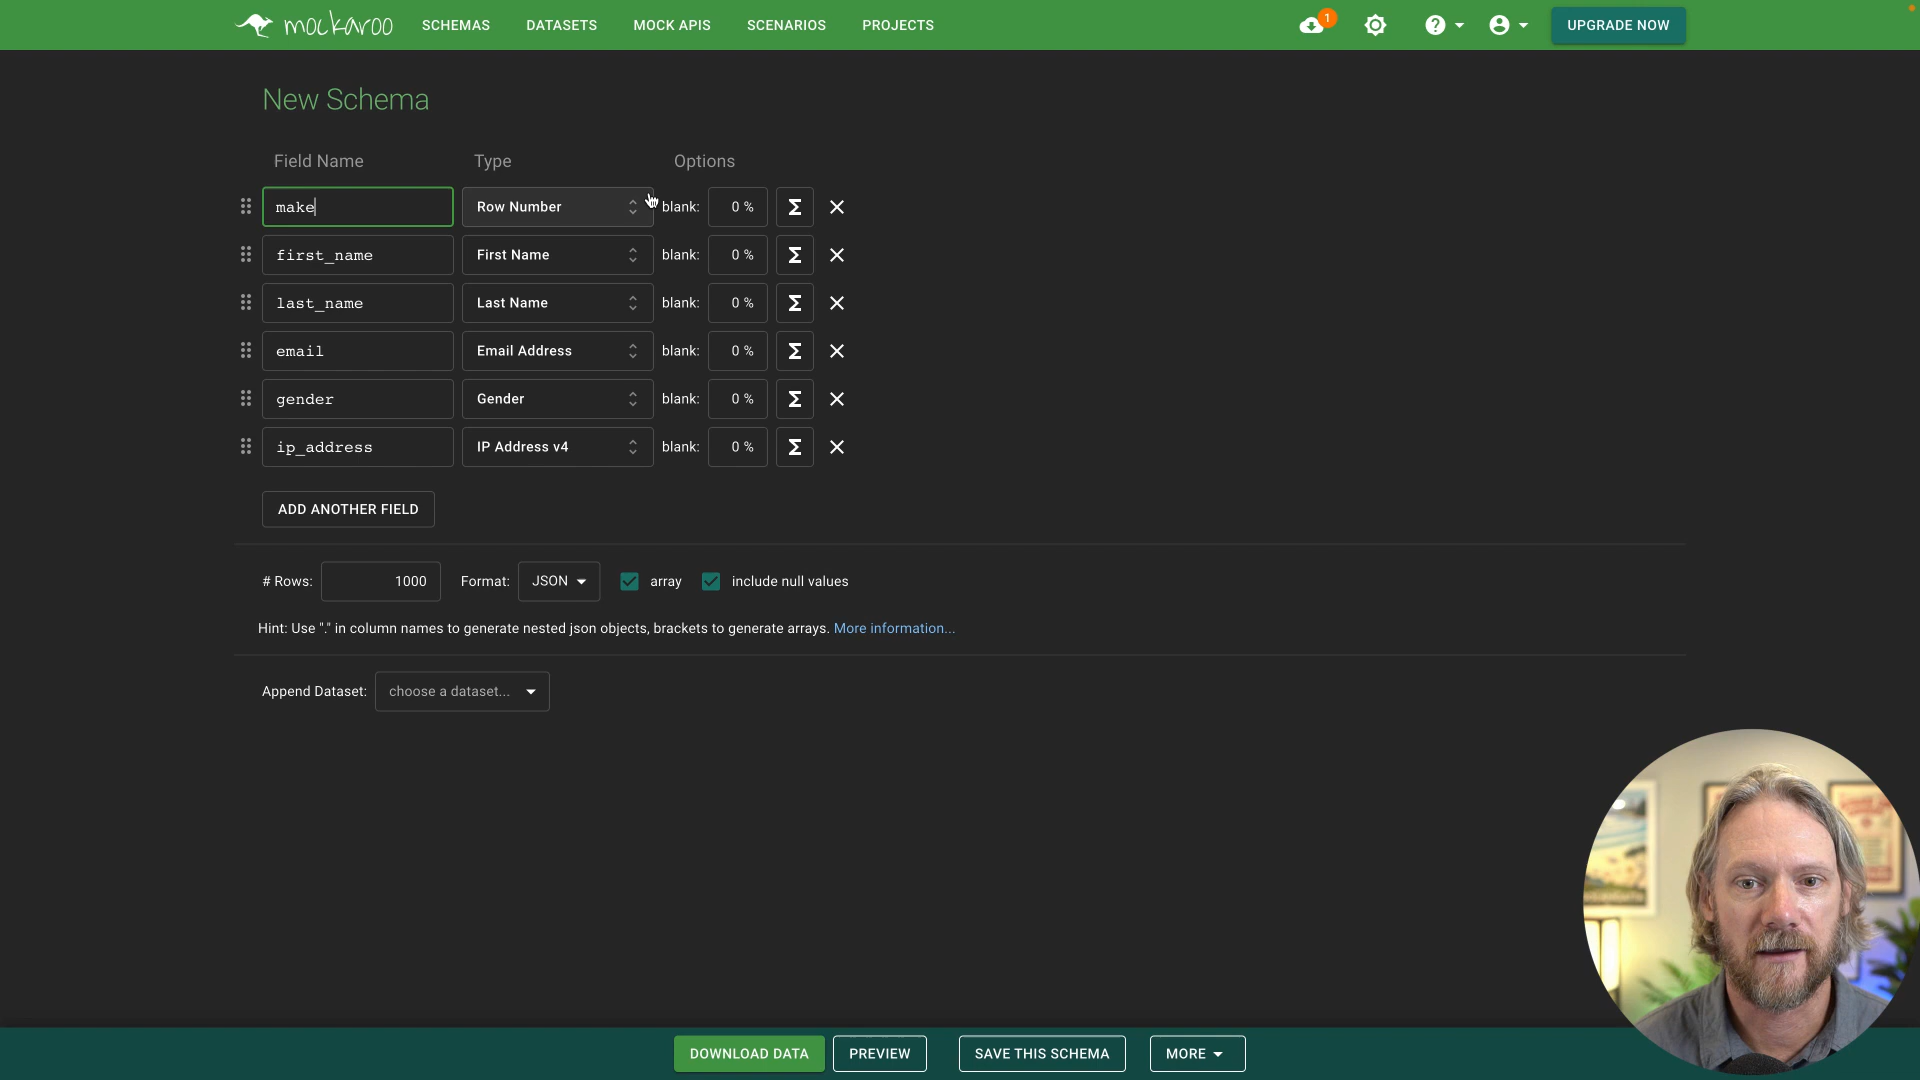 mockaroo SCHEMAS DATASETS MOCK APIS SCENARIOS PROJECTS 1 UPGRADE NOW
New Schema
Field Name Type Options
make Row Number blank: 0 % Σ
first_name First Name blank: 0 % Σ
last_name Last Name blank: 0 % Σ
email Email Address blank: 0 % Σ
gender Gender blank: 0 % Σ
ip_address IP Address v4 blank: 0 % Σ
ADD ANOTHER FIELD
# Rows: 1000 Format: JSON array include null values
Hint: Use "." in column names to generate nested json objects, brackets to generate arrays. More information...
Append Dataset: choose a dataset...
DOWNLOAD DATA PREVIEW SAVE THIS SCHEMA MORE